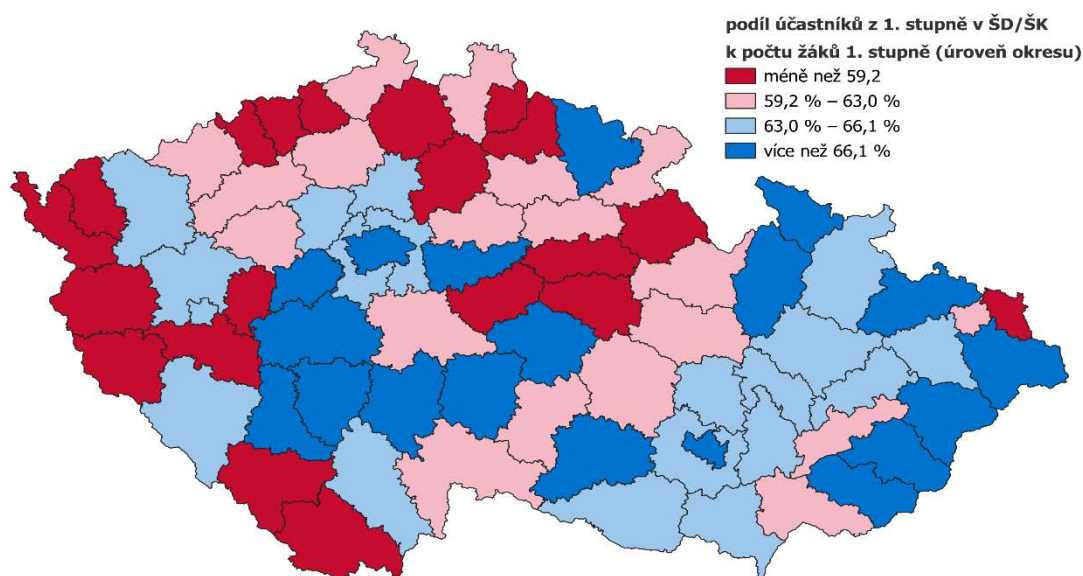 podíl účastníků z 1. stupně v ŠD/ŠK
k počtu žáků 1. stupně (úroveň okresu)
méně než 59,2
59,2 % – 63,0 %
63,0 % – 66,1 %
více než 66,1 %